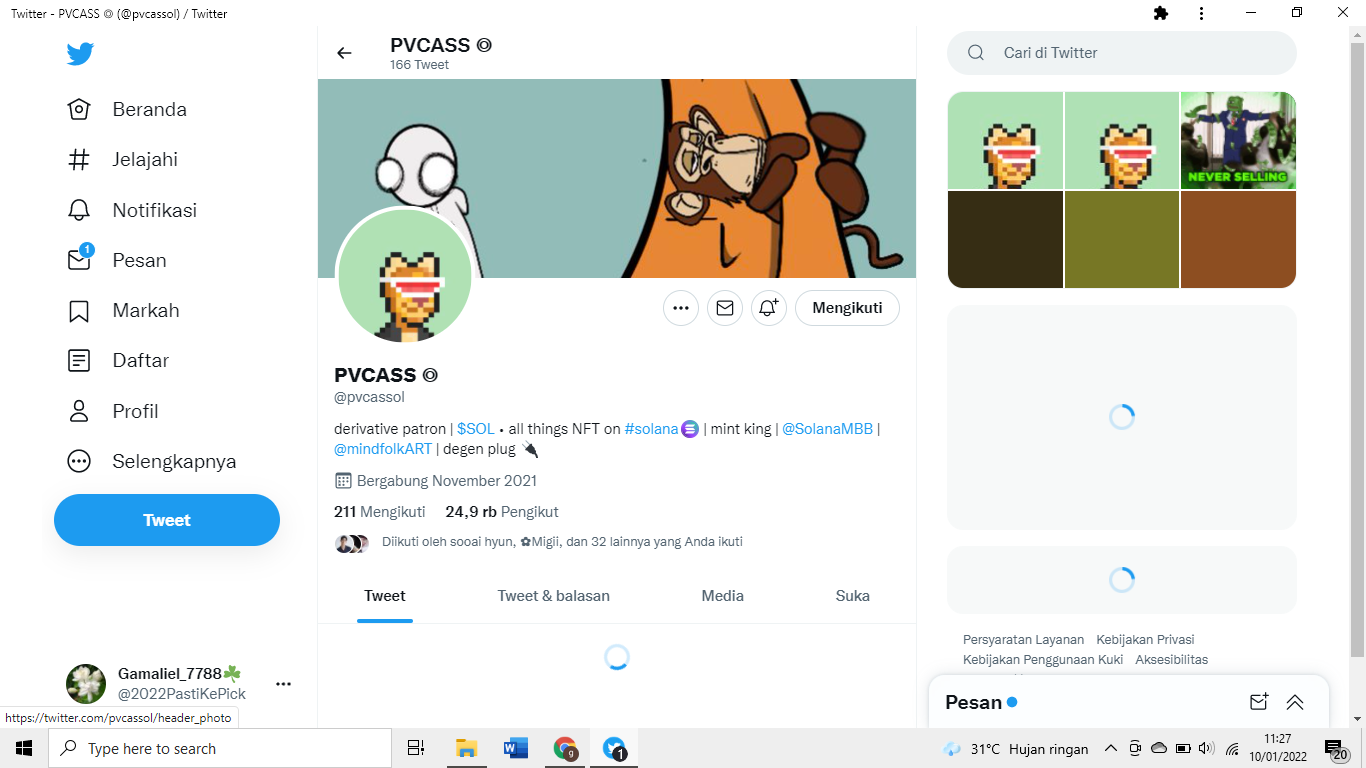 Twitter - PVCASS ◎ (@pvcassol) / Twitter
PVCASS ◎
166 Tweet
Cari di Twitter
Beranda
Jelajahi
Notifikasi
1
Pesan
Markah
Daftar
Profil
Selengkapnya
Tweet
NEVER SELLING
Mengikuti
PVCASS ◎
@pvcassol
derivative patron | $SOL • all things NFT on #solana | mint king | @SolanaMBB |
@mindfolkART | degen plug 🔌
Bergabung November 2021
211 Mengikuti 24,9 rb Pengikut
Diikuti oleh sooai hyun, ✿Migii, dan 32 lainnya yang Anda ikuti
Tweet Tweet & balasan Media Suka
Persyaratan Layanan Kebijakan Privasi
Kebijakan Penggunaan Kuki Aksesibilitas
Gamaliel_7788☘️
@2022PastiKePick
Pesan
https://twitter.com/pvcassol/header_photo
Type here to search
W
g
1
31°C Hujan ringan
11:27
10/01/2022
20